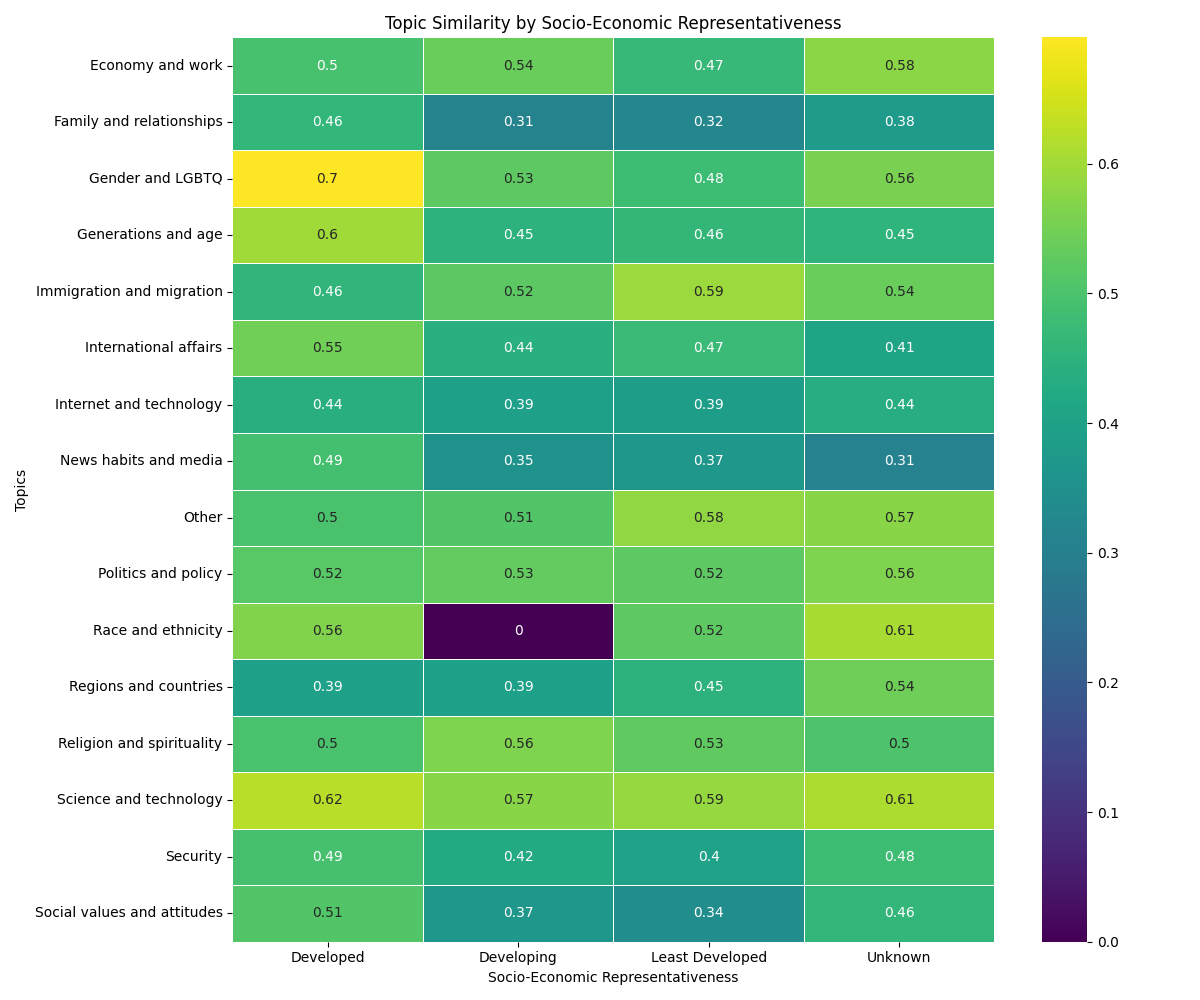 Topic Similarity by Socio-Economic Representativeness
Economy and work 0.5 0.54 0.47 0.58
Family and relationships 0.46 0.31 0.32 0.38
Gender and LGBTQ 0.7 0.53 0.48 0.56
Generations and age 0.6 0.45 0.46 0.45
Immigration and migration 0.46 0.52 0.59 0.54
International affairs 0.55 0.44 0.47 0.41
Internet and technology 0.44 0.39 0.39 0.44
News habits and media 0.49 0.35 0.37 0.31
Other 0.5 0.51 0.58 0.57
Politics and policy 0.52 0.53 0.52 0.56
Race and ethnicity 0.56 0 0.52 0.61
Regions and countries 0.39 0.39 0.45 0.54
Religion and spirituality 0.5 0.56 0.53 0.5
Science and technology 0.62 0.57 0.59 0.61
Security 0.49 0.42 0.4 0.48
Social values and attitudes 0.51 0.37 0.34 0.46
Developed Developing Least Developed Unknown
Socio-Economic Representativeness
Topics
0.6
0.5
0.4
0.3
0.2
0.1
0.0